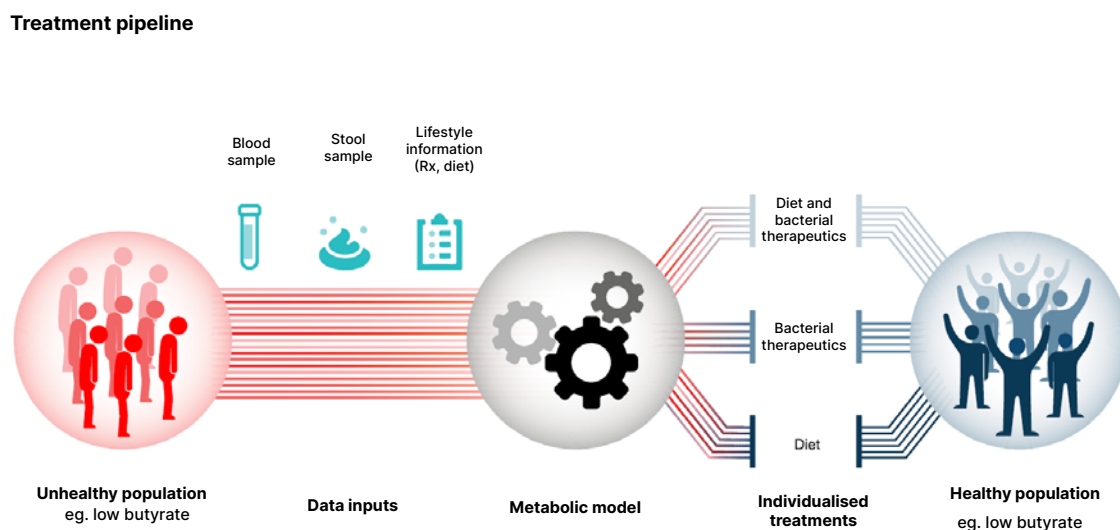 Treatment pipeline
Blood
sample
Stool
sample
Lifestyle
information
(Rx, diet)
Diet and
bacterial
therapeutics
Bacterial
therapeutics
Diet
Unhealthy population
eg. low butyrate
Data inputs
Metabolic model
Individualised
treatments
Healthy population
eg. low butyrate